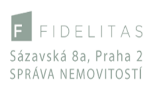 F FIDELITAS
Sázavská 8a, Praha 2
SPRÁVA NEMOVITOSTÍ